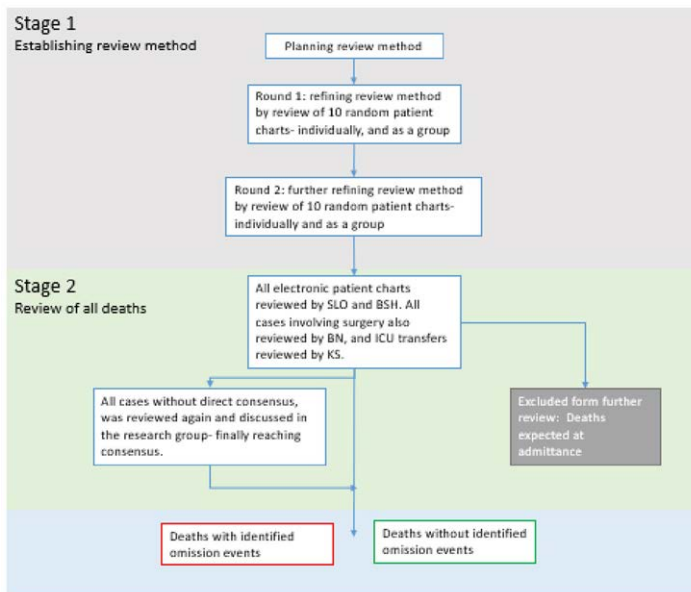 Stage 1
Establishing review method
Planning review method
Round 1: refining review method
by review of 10 random patient
charts- individually, and as a group
Round 2: further refining review method
by review of 10 random patient charts-
individually and as a group
Stage 2
Review of all deaths
All electronic patient charts
reviewed by SLO and BSH. All
cases involving surgery also
reviewed by BN, and ICU transfers
reviewed by KS.
All cases without direct consensus,
was reviewed again and discussed in
the research group- finally reaching
consensus.
Excluded form further
review: Deaths
expected at
admittance
Deaths with identified
omission events
Deaths without identified
omission events